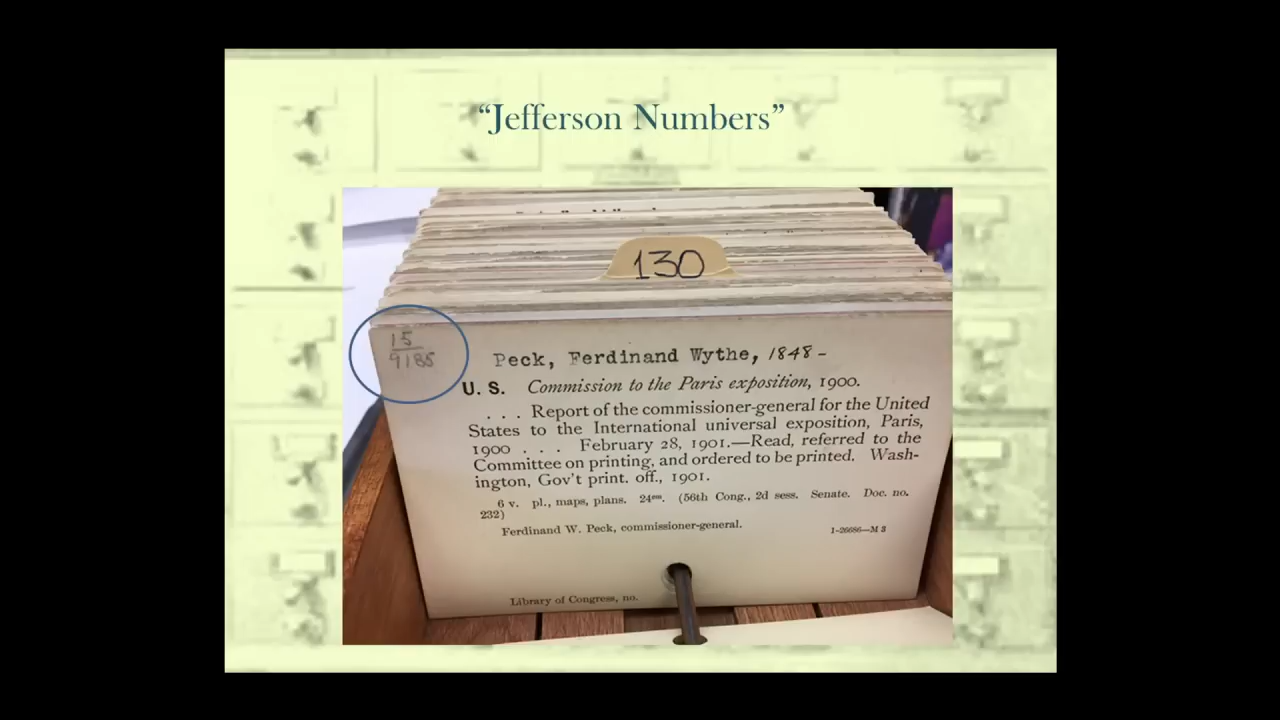 “Jefferson Numbers”
130
15
9185
Peck, Ferdinand Wythe, 1848-
U. S. Commission to the Paris exposition, 1900.
. . . Report of the commissioner-general for the United
States to the International universal exposition, Paris,
1900 . . . February 28, 1901.—Read, referred to the
Committee on printing, and ordered to be printed. Wash-
ington, Gov't print. off., 1901.
6 v. pl., maps, plans. 24cm. (56th Cong., 2d sess. Senate. Doc. no.
232)
Ferdinand W. Peck, commissioner-general.
1-26686—M 3
Library of Congress, no.